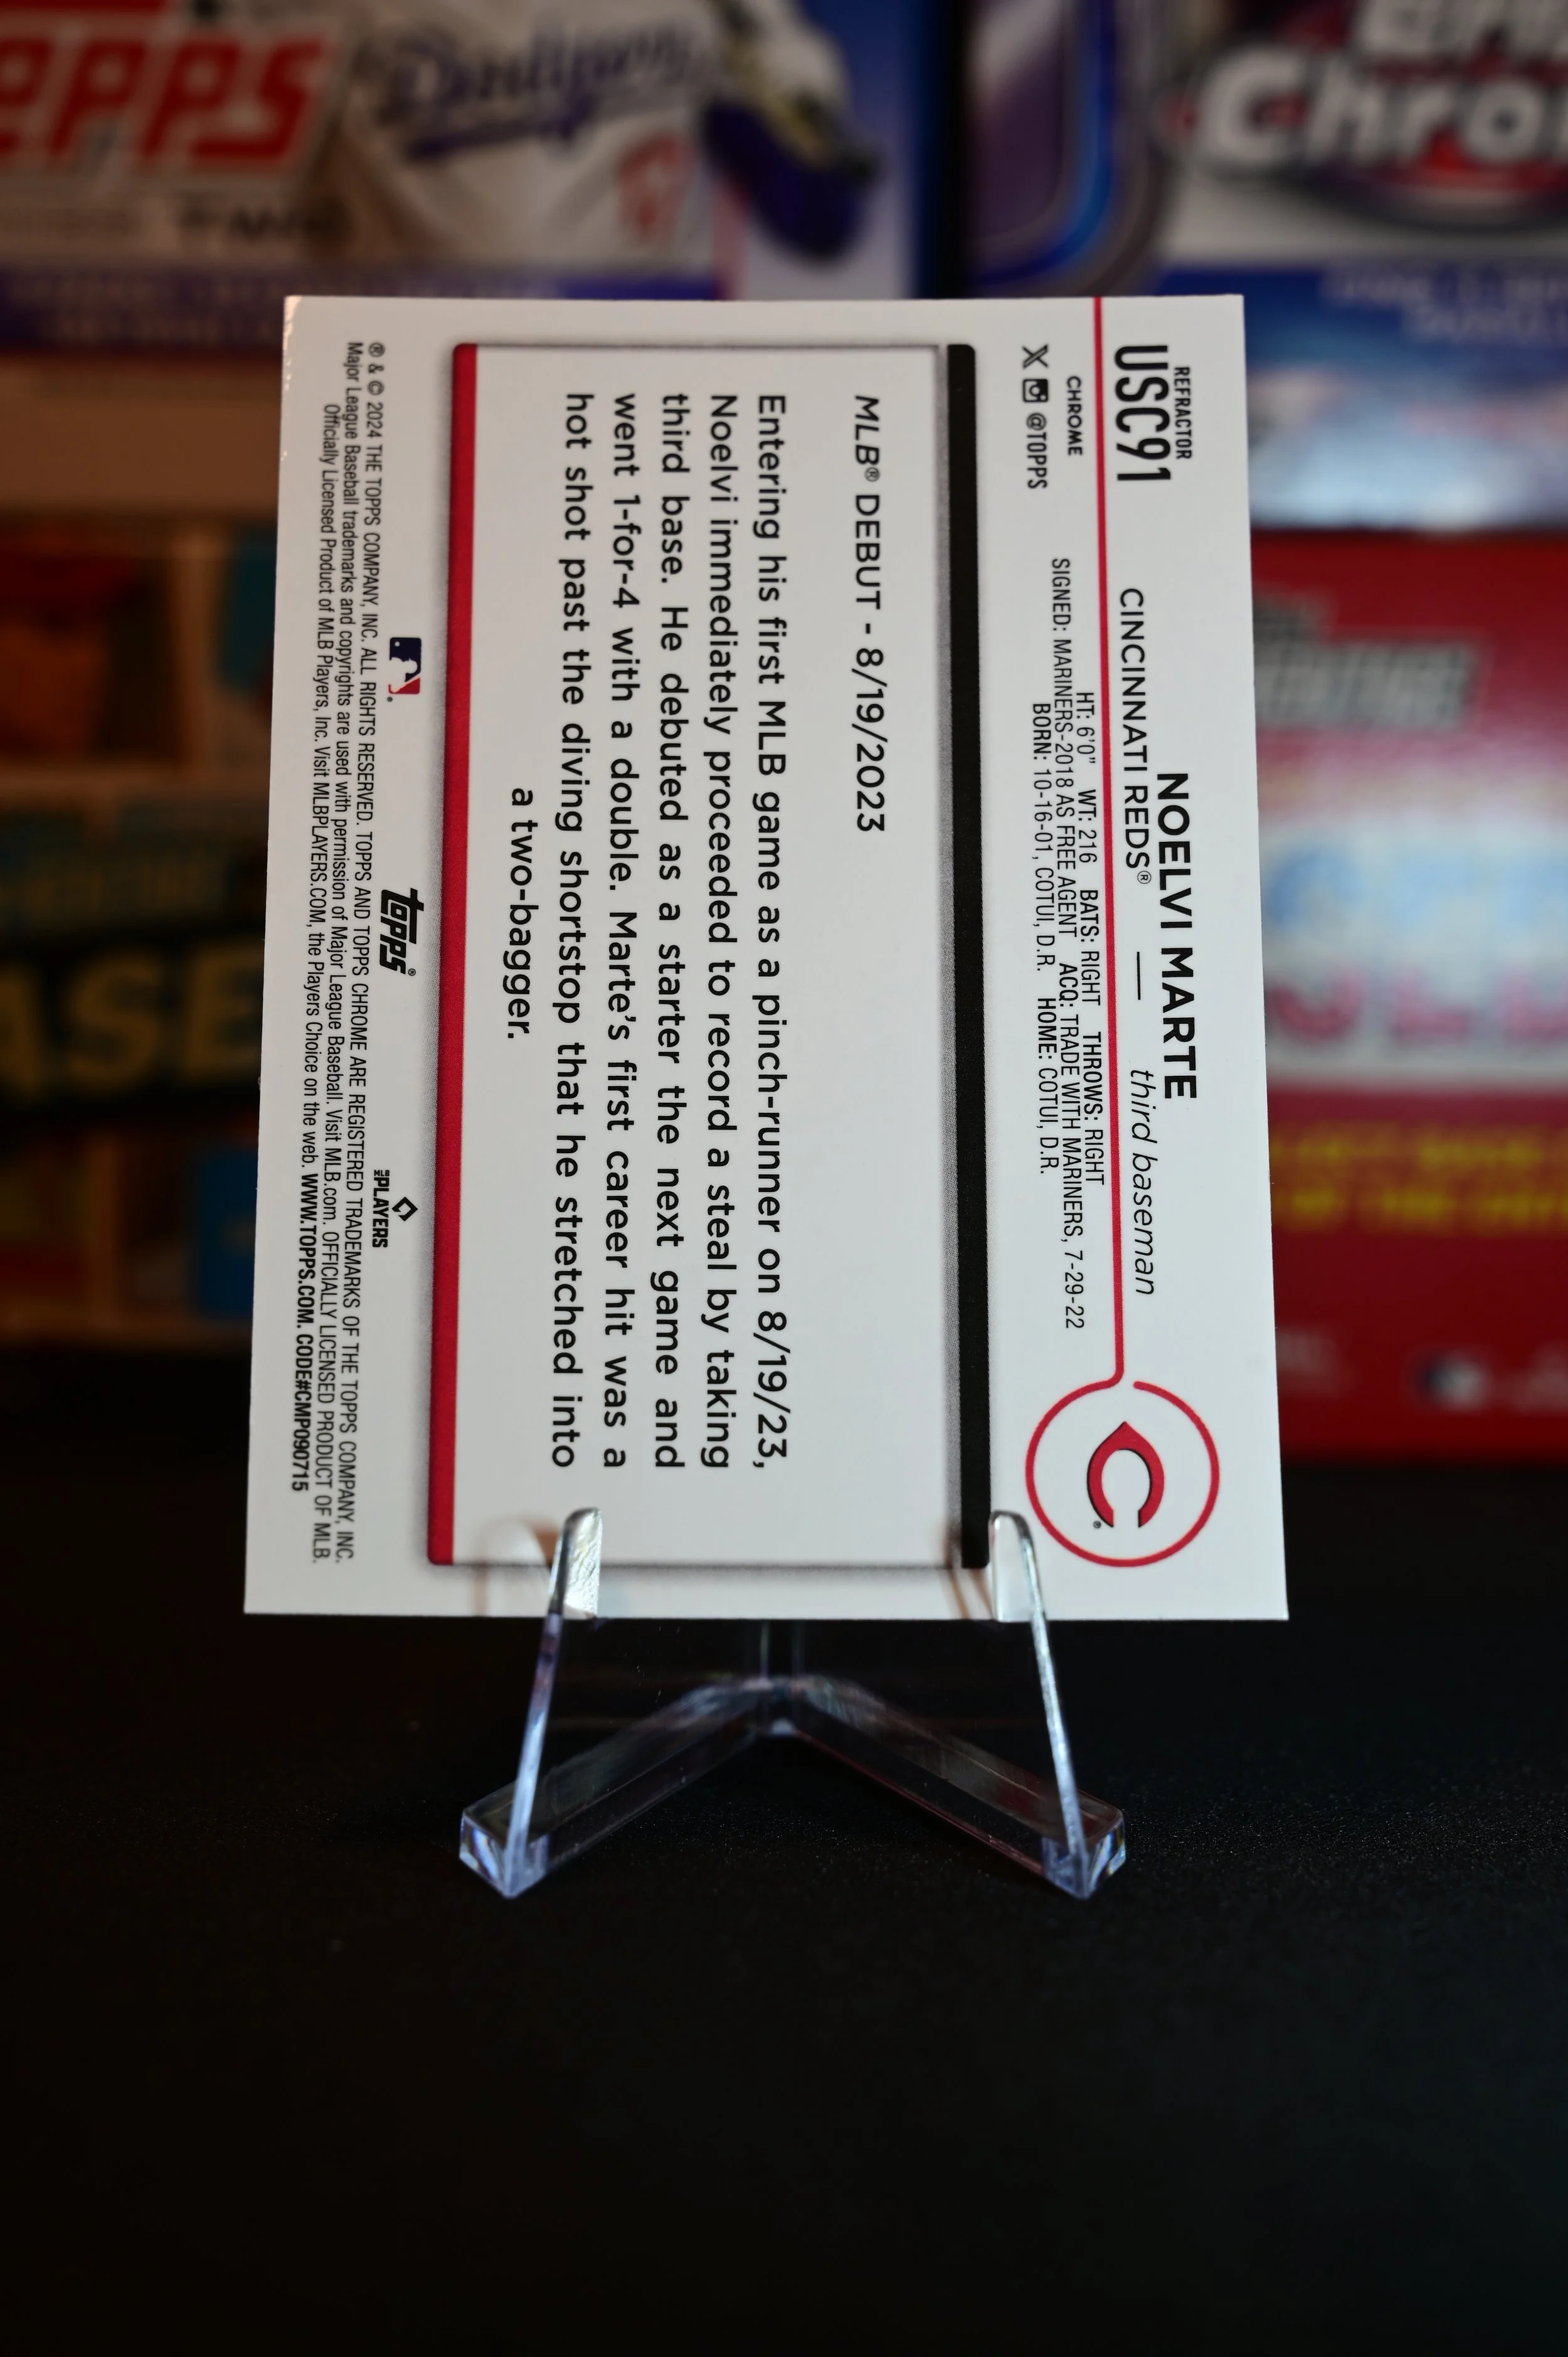 REFRACTOR
USC91
CHROME
@TOPPS
NOELVI MARTE
CINCINNATI REDS® — third baseman
HT: 6'0" WT: 216 BATS: RIGHT THROWS: RIGHT
SIGNED: MARINERS-2018 AS FREE AGENT ACQ: TRADE WITH MARINERS, 7-29-22
BORN: 10-16-01, COTUI, D.R. HOME: COTUI, D.R.
C
MLB® DEBUT - 8/19/2023
Entering his first MLB game as a pinch-runner on 8/19/23,
Noelvi immediately proceeded to record a steal by taking
third base. He debuted as a starter the next game and
went 1-for-4 with a double. Marte's first career hit was a
hot shot past the diving shortstop that he stretched into
a two-bagger.
topps®
MLB PLAYERS
® & © 2024 THE TOPPS COMPANY, INC. ALL RIGHTS RESERVED. TOPPS AND TOPPS CHROME ARE REGISTERED TRADEMARKS OF THE TOPPS COMPANY, INC.
Major League Baseball trademarks and copyrights are used with permission of Major League Baseball. Visit MLB.com. OFFICIALLY LICENSED PRODUCT OF MLB.
Officially Licensed Product of MLB Players, Inc. Visit MLBPLAYERS.COM, the Players Choice on the web. WWW.TOPPS.COM. CODE#CMP090715
Dodgers
Chro
ASE